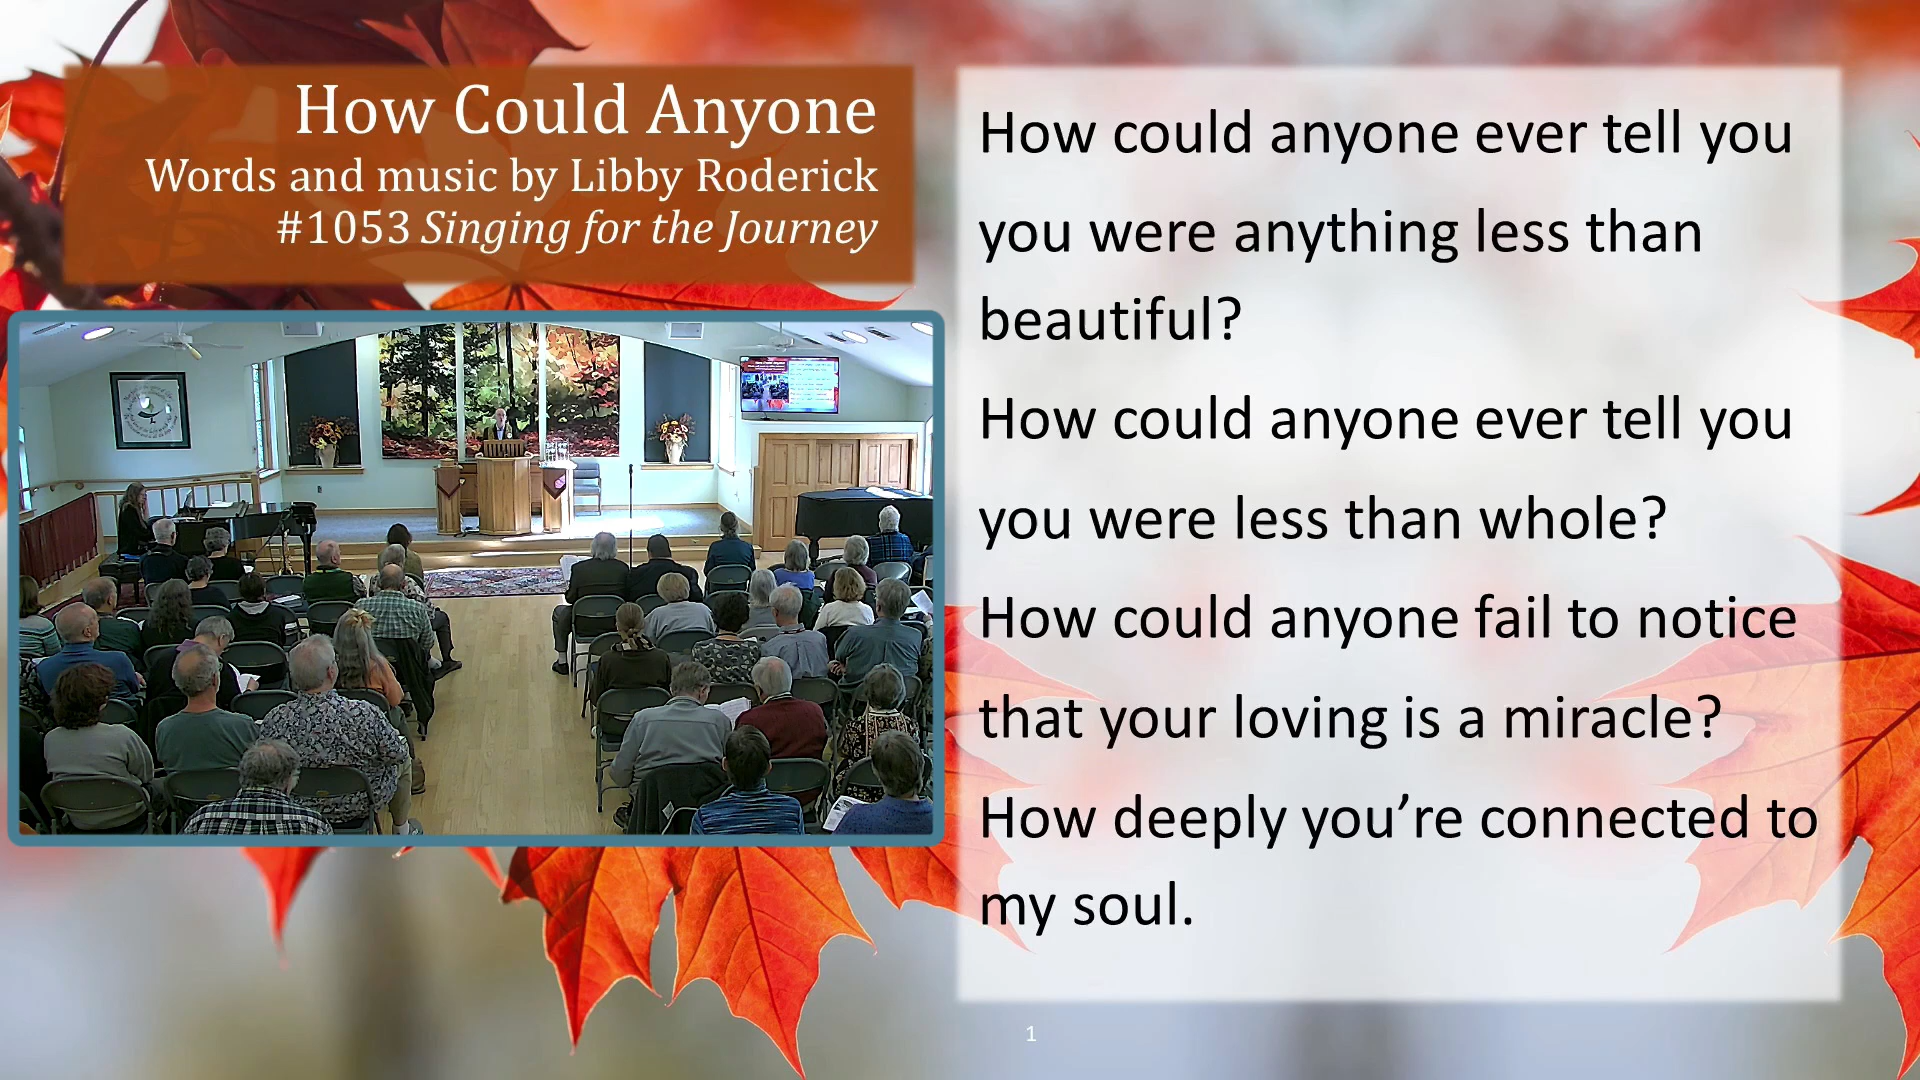 How Could Anyone
Words and music by Libby Roderick
#1053 Singing for the Journey
How could anyone ever tell you
you were anything less than
beautiful?
How could anyone ever tell you
you were less than whole?
How could anyone fail to notice
that your loving is a miracle?
How deeply you’re connected to
my soul.
1